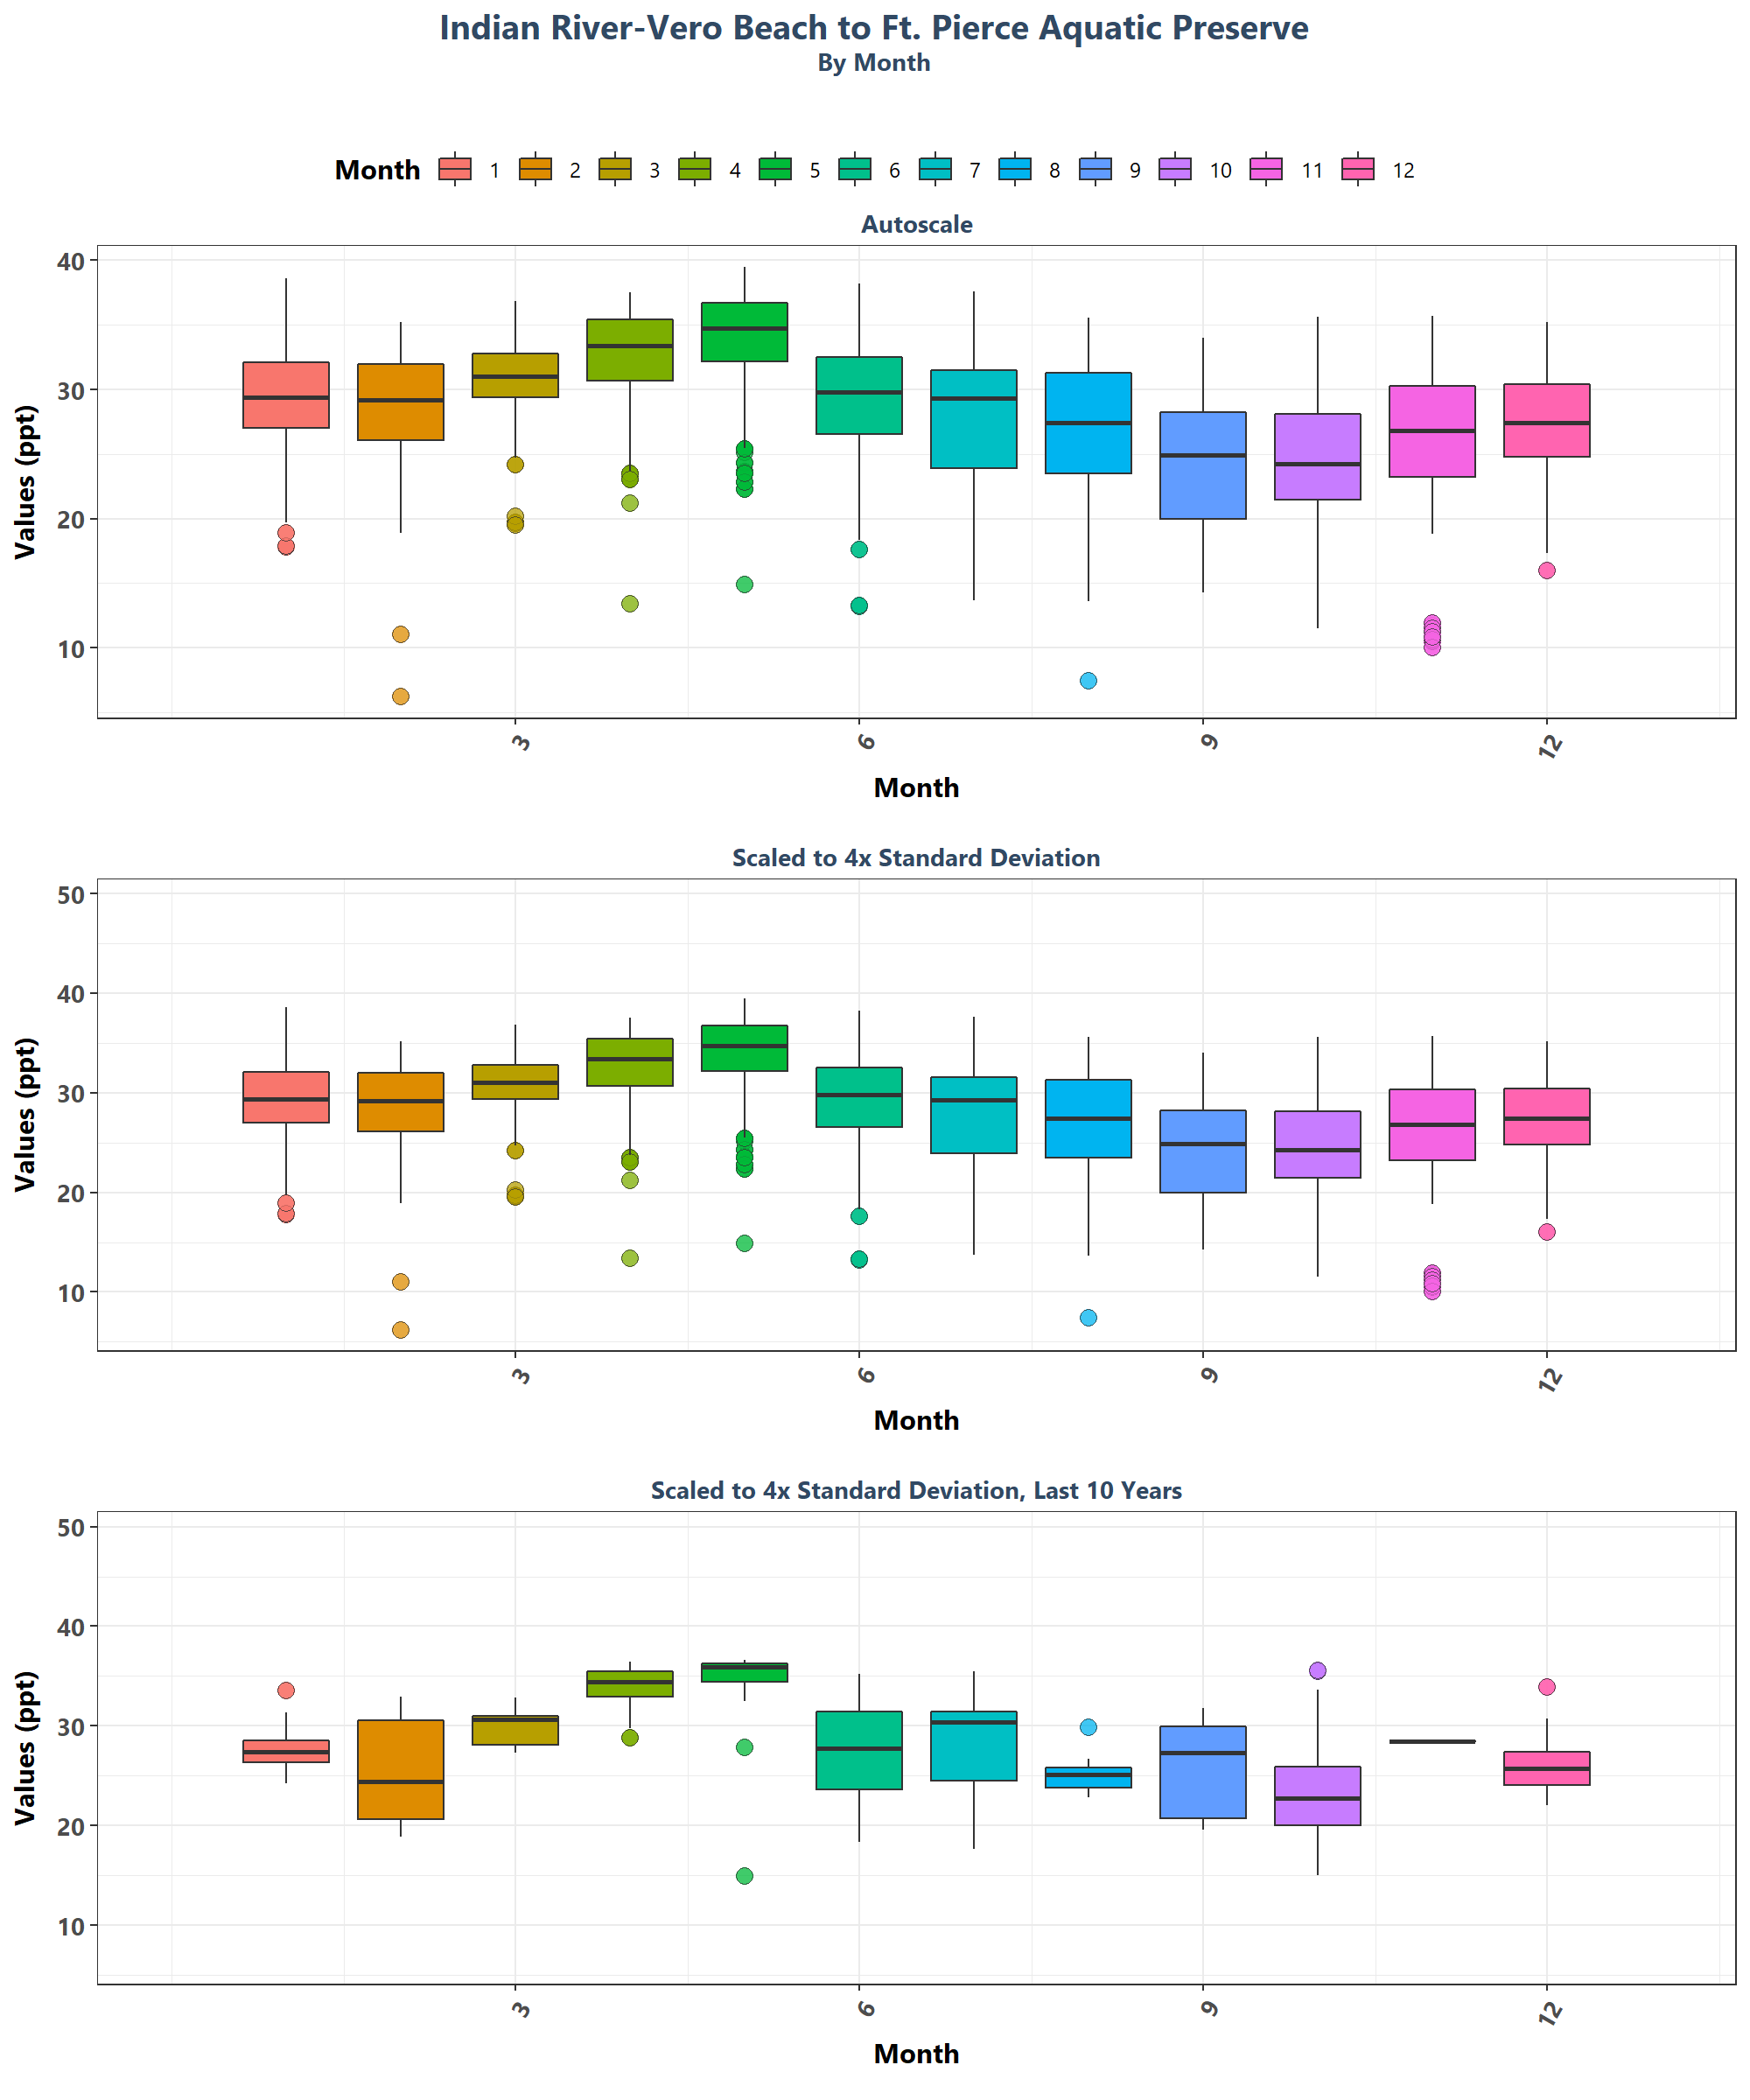 Indian River-Vero Beach to Ft. Pierce Aquatic Preserve
By Month
Month 1 2 3 4 5 6 7 8 9 10 11 12
Autoscale
Values (ppt)
40
30
20
10
3 6 9 12
Month
Scaled to 4x Standard Deviation
Values (ppt)
50
40
30
20
10
3 6 9 12
Month
Scaled to 4x Standard Deviation, Last 10 Years
Values (ppt)
50
40
30
20
10
3 6 9 12
Month